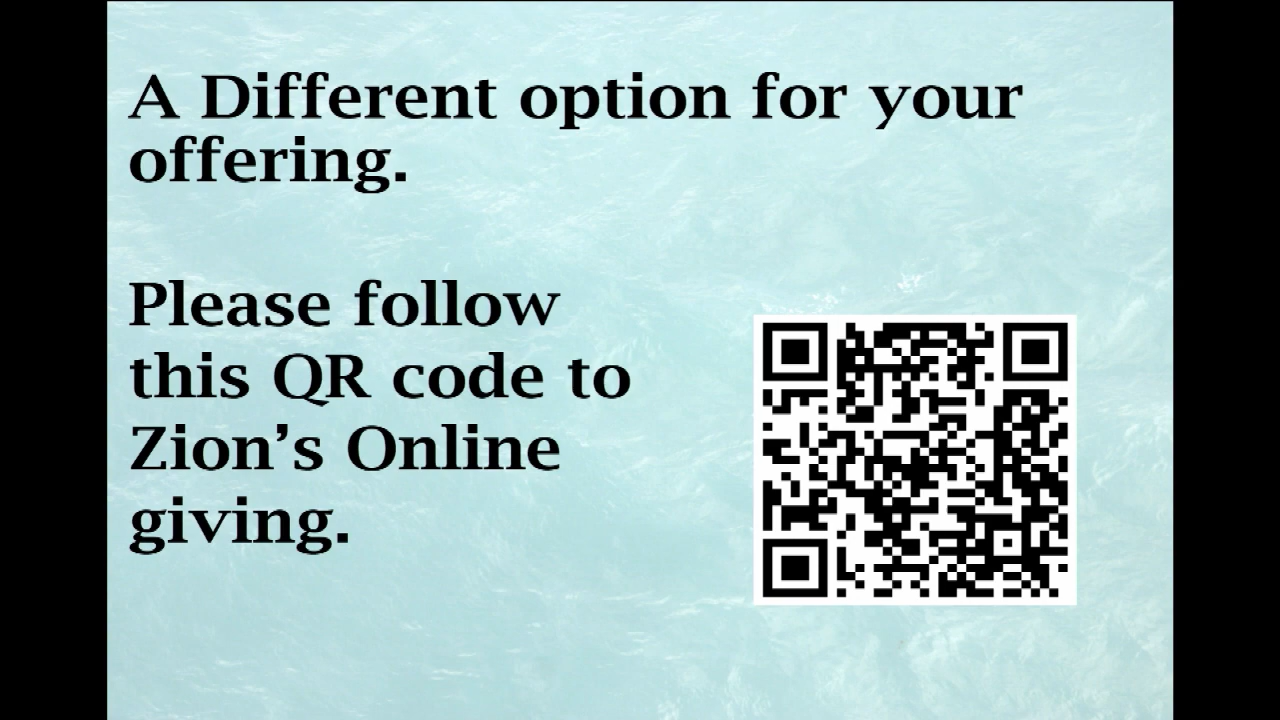 A Different option for your
offering.
Please follow
this QR code to
Zion's Online
giving.